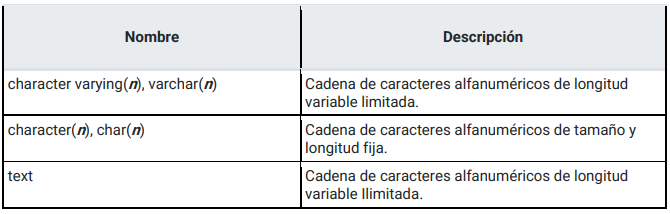 Nombre
Descripción
character varying(n), varchar(n)
Cadena de caracteres alfanuméricos de longitud
variable limitada.
character(n), char(n)
Cadena de caracteres alfanuméricos de tamaño y
longitud fija.
text
Cadena de caracteres alfanuméricos de longitud
variable Ilimitada.